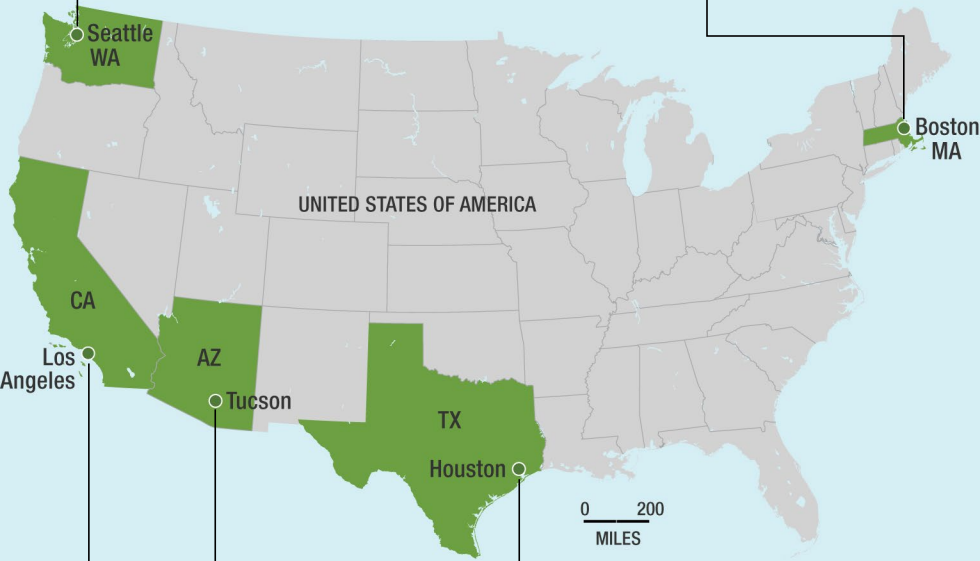 Seattle
WA
Boston
MA
UNITED STATES OF AMERICA
CA
Los
Angeles
AZ
Tucson
TX
Houston
0 200
MILES